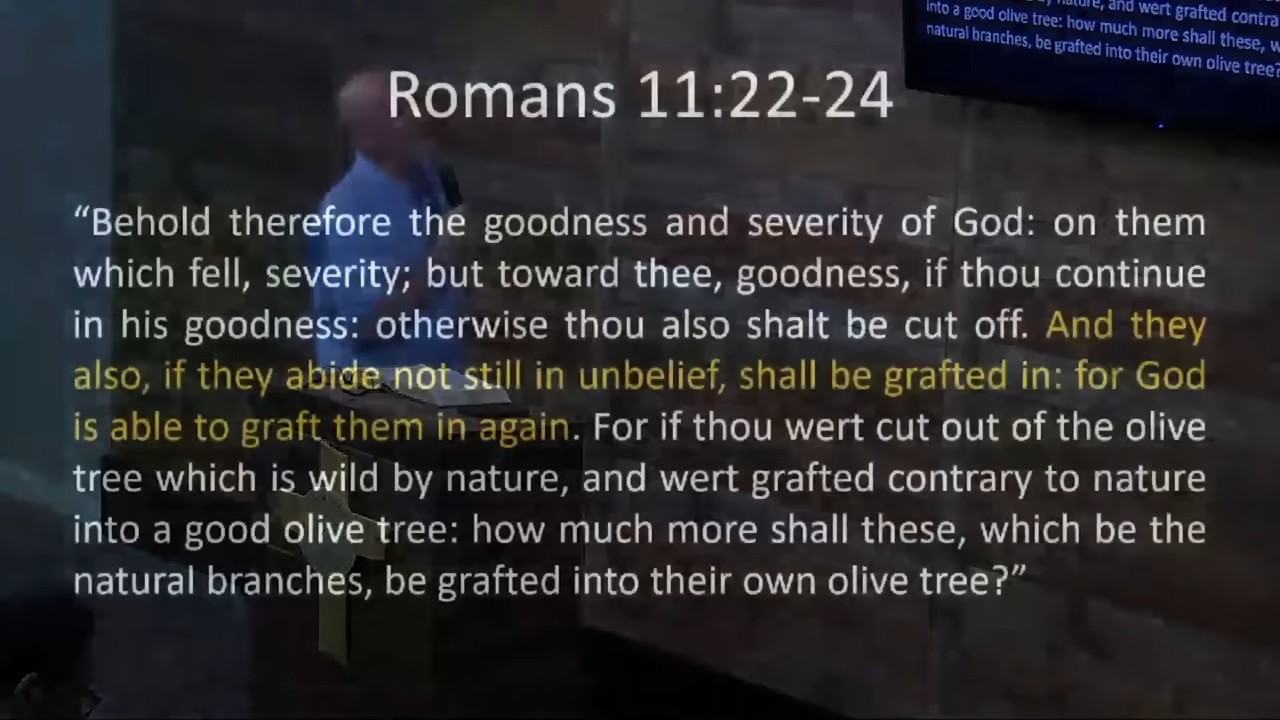 nature, and wert grafted contra
into a good olive tree: how much more shall these, w
natural branches, be grafted into their own olive tree?
Romans 11:22-24
“Behold therefore the goodness and severity of God: on them
which fell, severity; but toward thee, goodness, if thou continue
in his goodness: otherwise thou also shalt be cut off. And they
also, if they abide not still in unbelief, shall be grafted in: for God
is able to graft them in again. For if thou wert cut out of the olive
tree which is wild by nature, and wert grafted contrary to nature
into a good olive tree: how much more shall these, which be the
natural branches, be grafted into their own olive tree?”